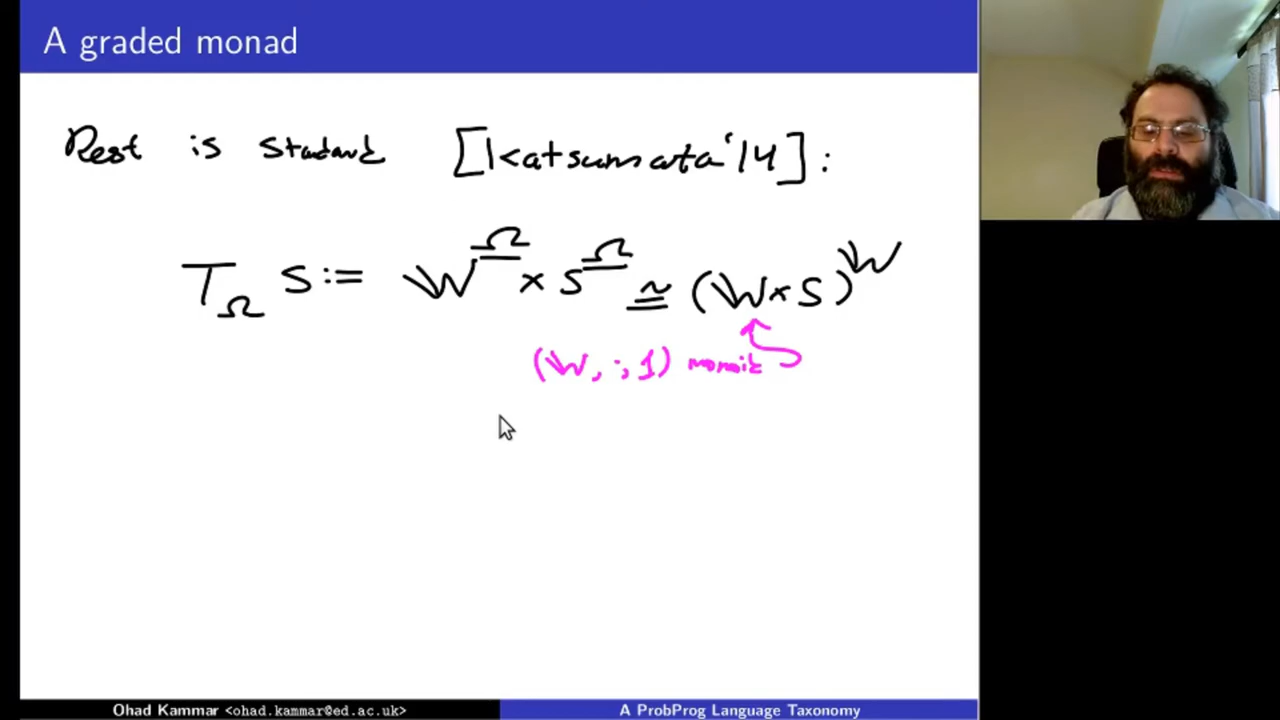 A graded monad
Rest is standard [Katsumata '14]:
T_Ω S := 𝕎^Ω × S^Ω ≅ (𝕎 × S)^𝕎
(𝕎, ·, 1) monoid
Ohad Kammar <ohad.kammar@ed.ac.uk>
A ProbProg Language Taxonomy